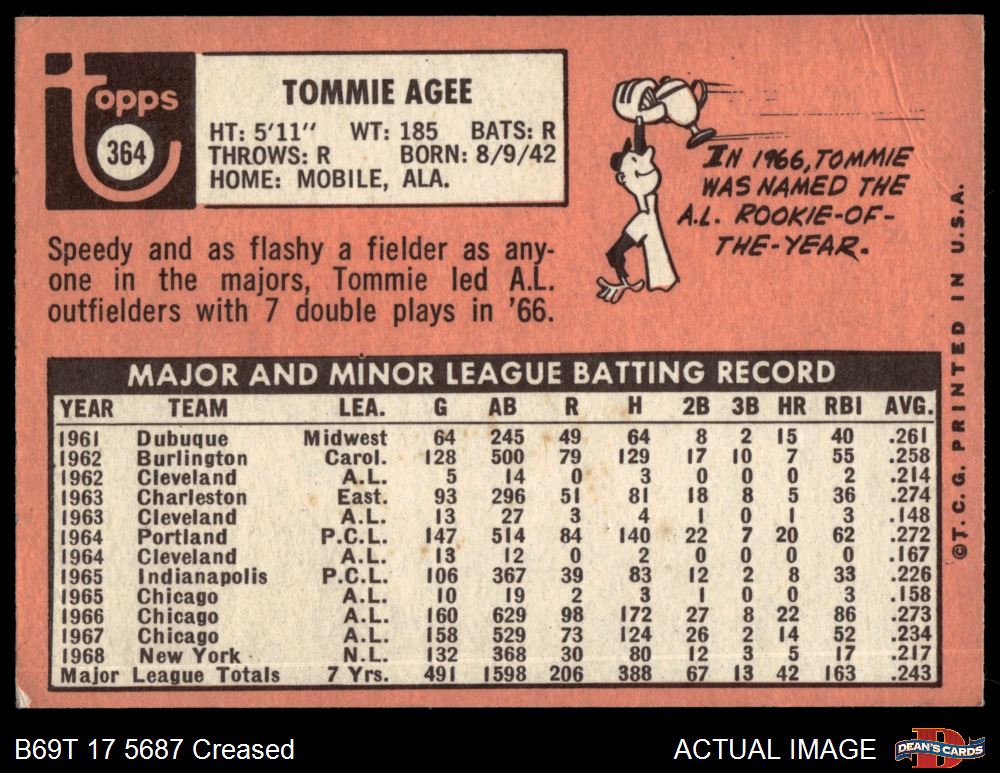 topps
364
TOMMIE AGEE
HT: 5'11" WT: 185 BATS: R
THROWS: R BORN: 8/9/42
HOME: MOBILE, ALA.
IN 1966, TOMMIE
WAS NAMED THE
A.L. ROOKIE-OF-
THE-YEAR.
Speedy and as flashy a fielder as any-
one in the majors, Tommie led A.L.
outfielders with 7 double plays in '66.
MAJOR AND MINOR LEAGUE BATTING RECORD
YEAR TEAM LEA. G AB R H 2B 3B HR RBI AVG.
1961 Dubuque Midwest 64 245 49 64 8 2 15 40 .261
1962 Burlington Carol. 128 500 79 129 17 10 7 55 .258
1962 Cleveland A.L. 5 14 0 3 0 0 0 2 .214
1963 Charleston East. 93 296 51 81 18 8 5 36 .274
1963 Cleveland A.L. 13 27 3 4 1 0 1 3 .148
1964 Portland P.C.L. 147 514 84 140 22 7 20 62 .272
1964 Cleveland A.L. 13 12 0 2 0 0 0 0 .167
1965 Indianapolis P.C.L. 106 367 39 83 12 2 8 33 .226
1965 Chicago A.L. 10 19 2 3 1 0 0 3 .158
1966 Chicago A.L. 160 629 98 172 27 8 22 86 .273
1967 Chicago A.L. 158 529 73 124 26 2 14 52 .234
1968 New York N.L. 132 368 30 80 12 3 5 17 .217
Major League Totals 7 Yrs. 491 1598 206 388 67 13 42 163 .243
©T. C. G. PRINTED IN U.S.A.
B69T 17 5687 Creased
ACTUAL IMAGE
D
DEAN'S CARDS